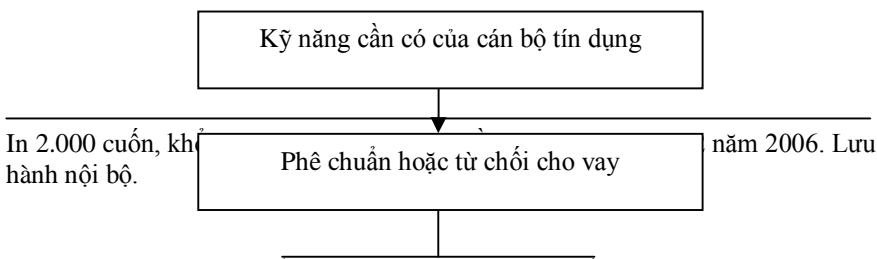 Kỹ năng cần có của cán bộ tín dụng
In 2.000 cuốn, năm 2006. Lưu
Phê chuẩn hoặc từ chối cho vay
hành nội bộ.